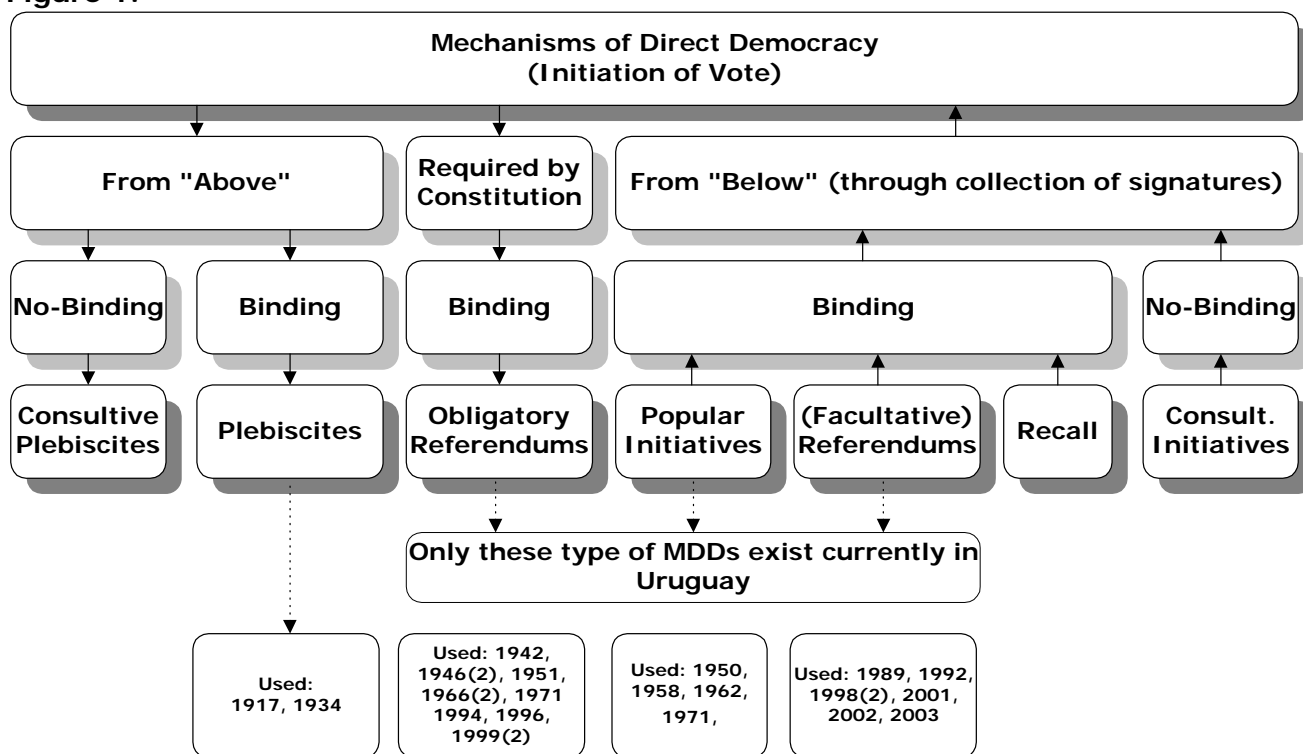 Mechanisms of Direct Democracy
(Initiation of Vote)
From "Above"
Required by
Constitution
From "Below" (through collection of signatures)
No-Binding
Binding
Binding
Binding
No-Binding
Consultive
Plebiscites
Plebiscites
Obligatory
Referendums
Popular
Initiatives
(Facultative)
Referendums
Recall
Consult.
Initiatives
Only these type of MDDs exist currently in
Uruguay
Used:
1917, 1934
Used: 1942,
1946(2), 1951,
1966(2), 1971
1994, 1996,
1999(2)
Used: 1950,
1958, 1962,
1971,
Used: 1989, 1992,
1998(2), 2001,
2002, 2003